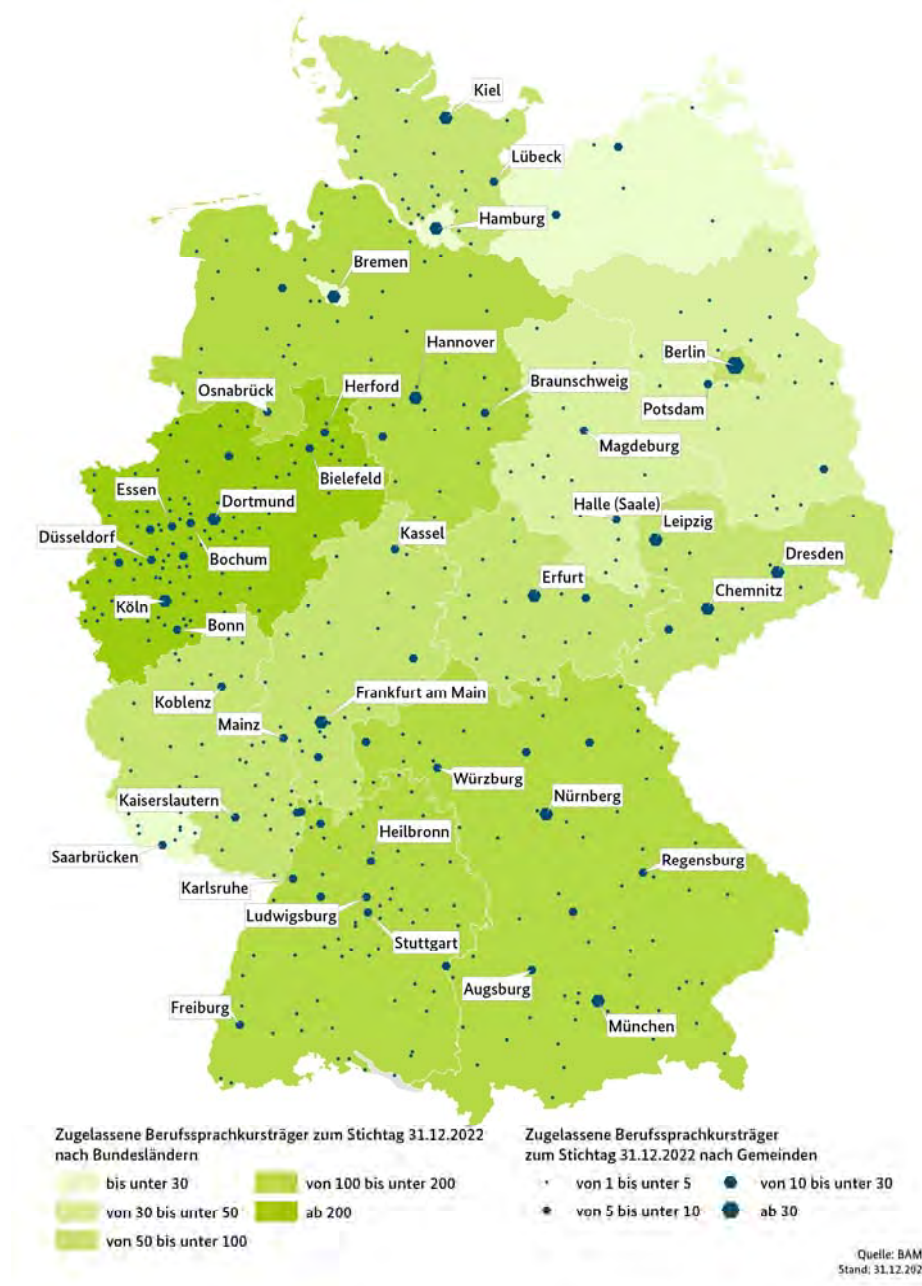 Kiel
Lübeck
Hamburg
Bremen
Hannover
Berlin
Osnabrück
Herford
Braunschweig
Potsdam
Magdeburg
Bielefeld
Essen
Dortmund
Halle (Saale)
Leipzig
Düsseldorf
Bochum
Kassel
Dresden
Erfurt
Chemnitz
Köln
Bonn
Koblenz
Frankfurt am Main
Mainz
Würzburg
Kaiserslautern
Nürnberg
Heilbronn
Saarbrücken
Regensburg
Karlsruhe
Ludwigsburg
Stuttgart
Augsburg
Freiburg
München
Zugelassene Berufssprachkursträger zum Stichtag 31.12.2022
nach Bundesländern
bis unter 30
von 100 bis unter 200
von 30 bis unter 50
ab 200
von 50 bis unter 100
Zugelassene Berufssprachkursträger
zum Stichtag 31.12.2022 nach Gemeinden
von 1 bis unter 5
von 10 bis unter 30
von 5 bis unter 10
ab 30
Quelle: BAM
Stand: 31.12.202